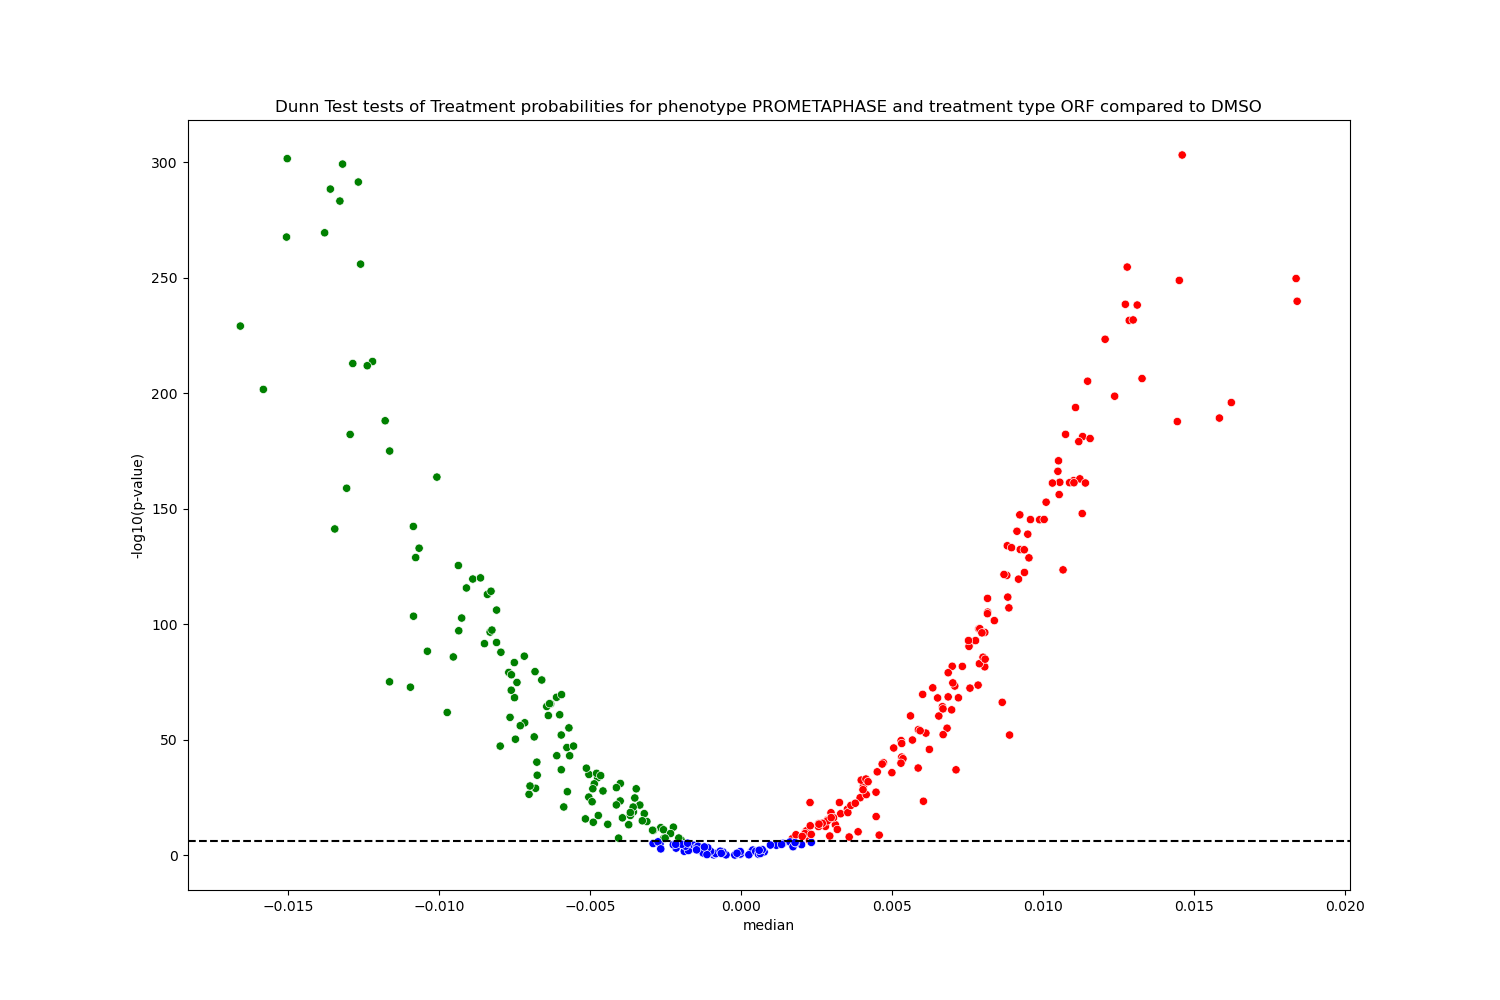 Dunn Test tests of Treatment probabilities for phenotype PROMETAPHASE and treatment type ORF compared to DMSO
300
250
200
150
100
50
0
-log10(p-value)
−0.015 −0.010 −0.005 0.000 0.005 0.010 0.015 0.020
median